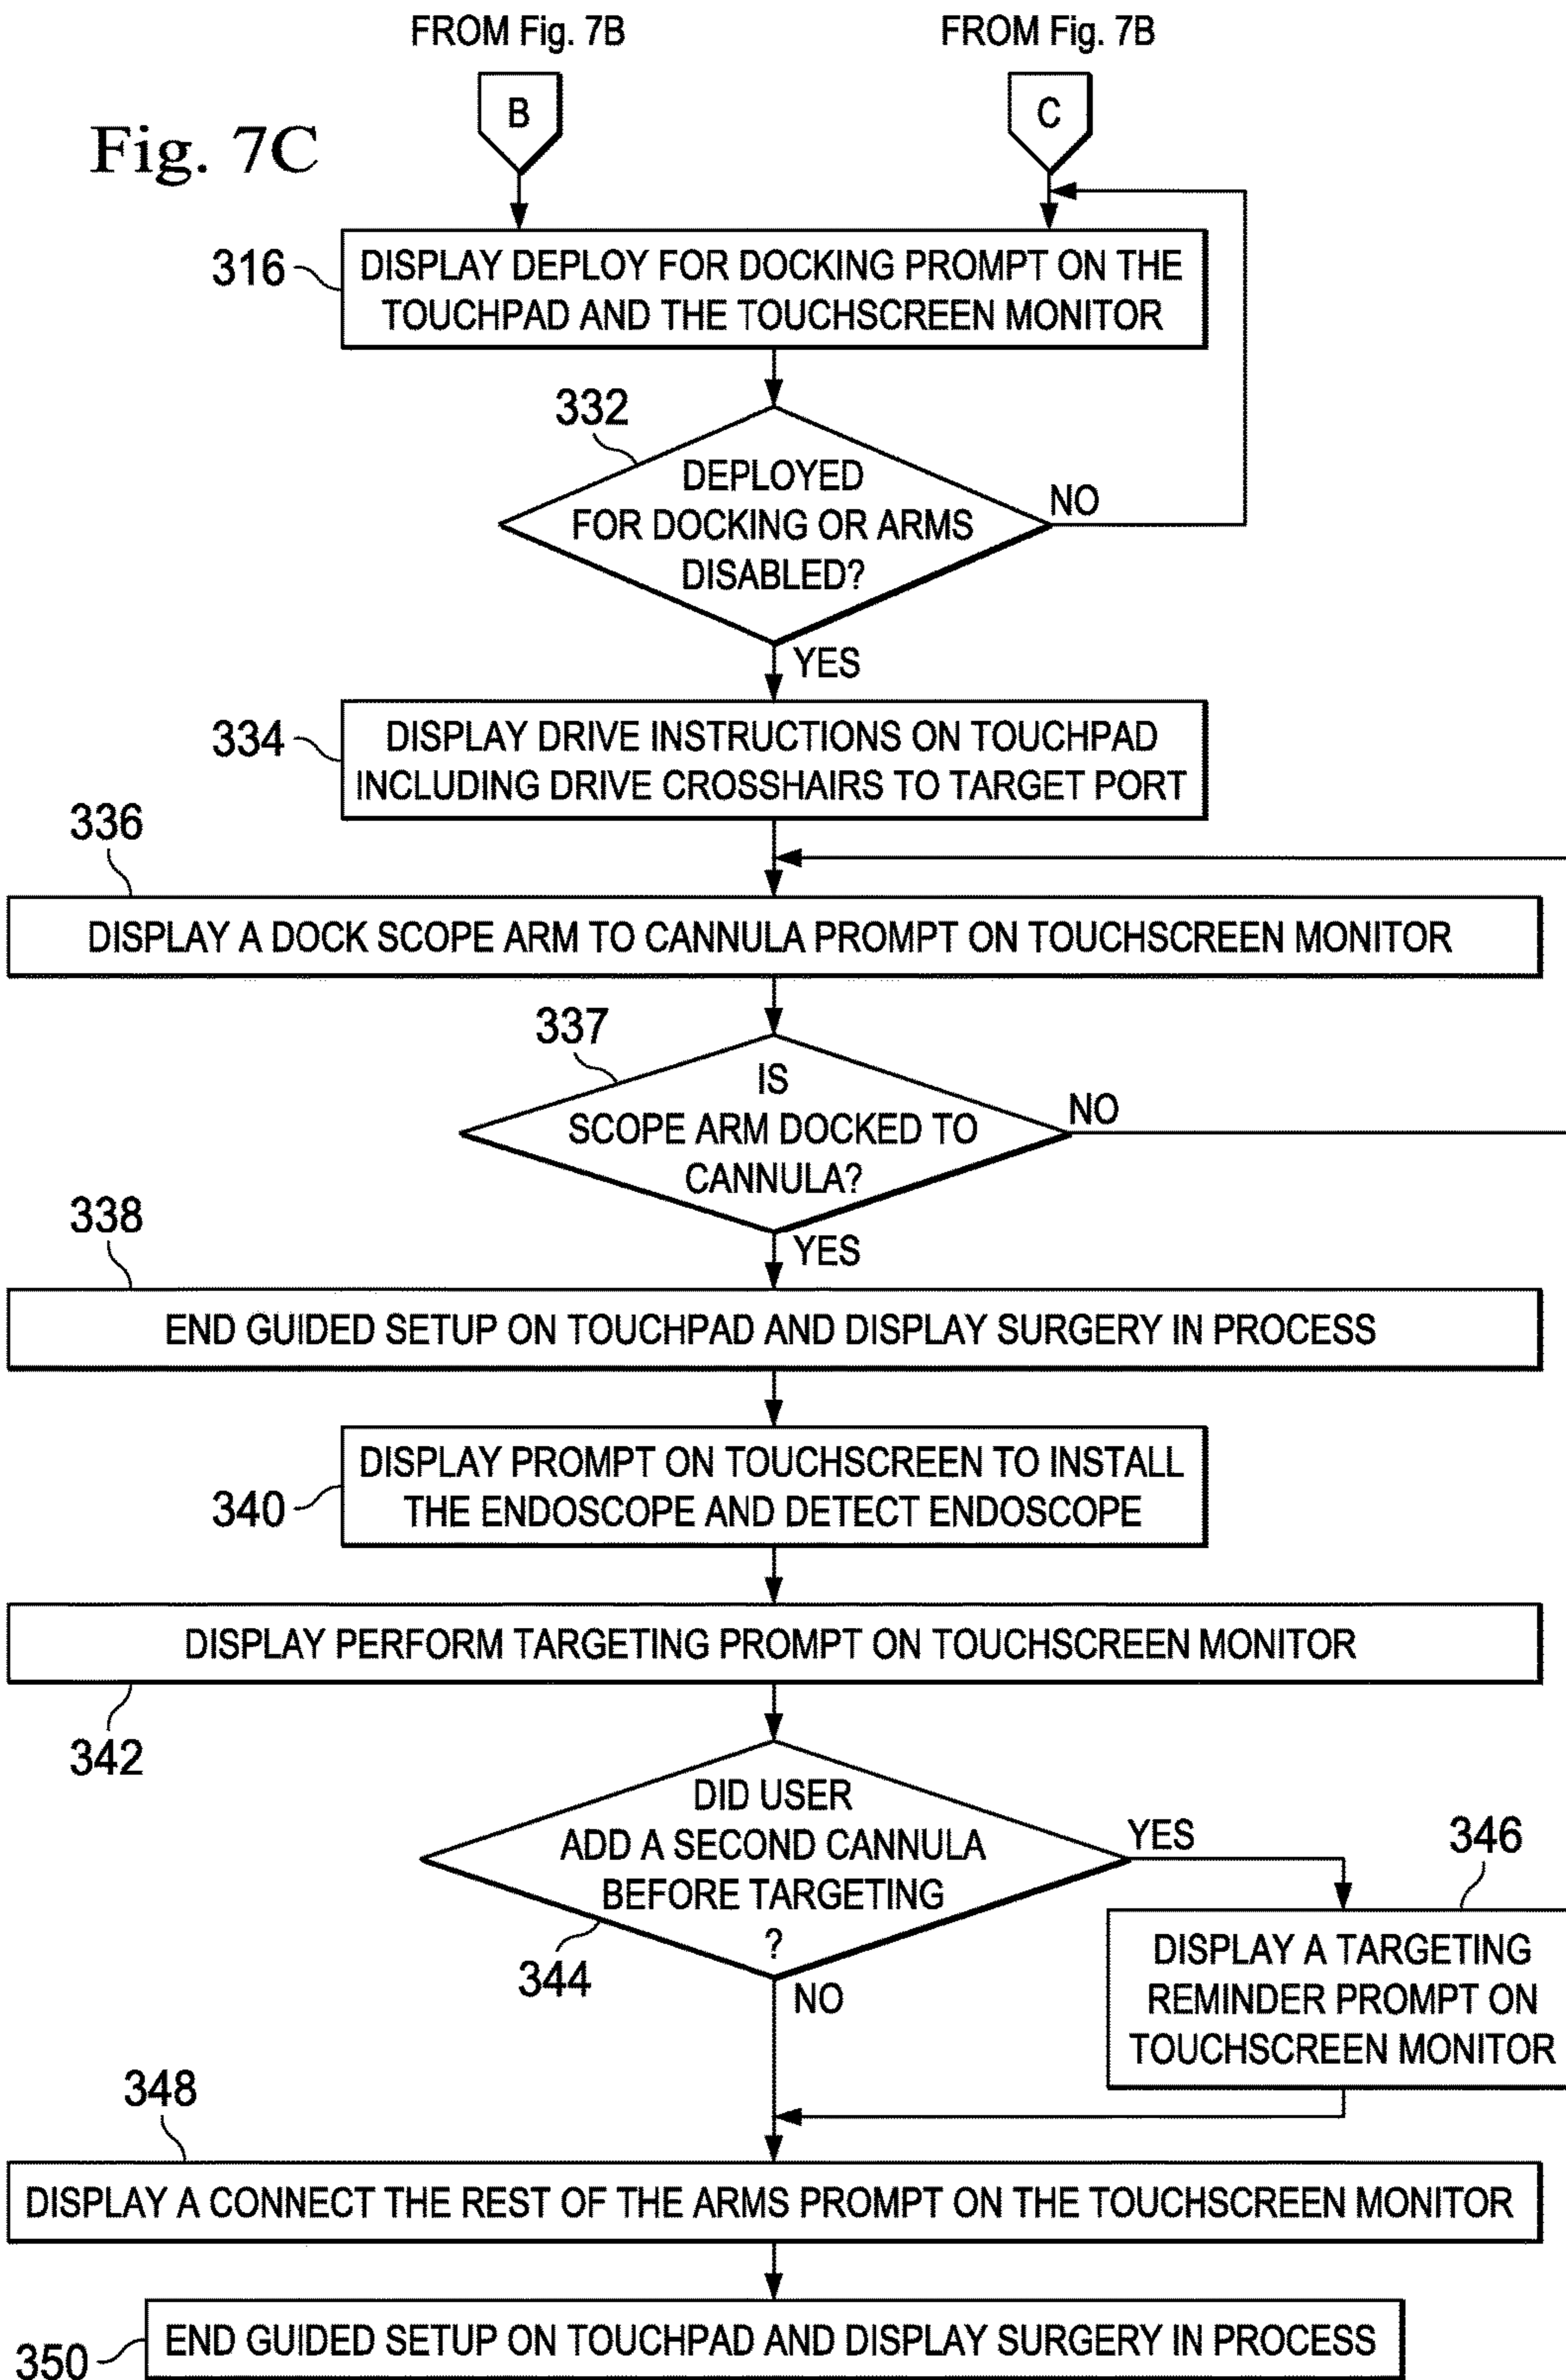 FROM Fig. 7B
FROM Fig. 7B
B
C
Fig. 7C
316
DISPLAY DEPLOY FOR DOCKING PROMPT ON THE
TOUCHPAD AND THE TOUCHSCREEN MONITOR
332
DEPLOYED
FOR DOCKING OR ARMS
DISABLED?
NO
YES
334
DISPLAY DRIVE INSTRUCTIONS ON TOUCHPAD
INCLUDING DRIVE CROSSHAIRS TO TARGET PORT
336
DISPLAY A DOCK SCOPE ARM TO CANNULA PROMPT ON TOUCHSCREEN MONITOR
337
IS
SCOPE ARM DOCKED TO
CANNULA?
NO
YES
338
END GUIDED SETUP ON TOUCHPAD AND DISPLAY SURGERY IN PROCESS
340
DISPLAY PROMPT ON TOUCHSCREEN TO INSTALL
THE ENDOSCOPE AND DETECT ENDOSCOPE
DISPLAY PERFORM TARGETING PROMPT ON TOUCHSCREEN MONITOR
342
DID USER
ADD A SECOND CANNULA
BEFORE TARGETING
?
344
YES
NO
346
DISPLAY A TARGETING
REMINDER PROMPT ON
TOUCHSCREEN MONITOR
348
DISPLAY A CONNECT THE REST OF THE ARMS PROMPT ON THE TOUCHSCREEN MONITOR
350
END GUIDED SETUP ON TOUCHPAD AND DISPLAY SURGERY IN PROCESS